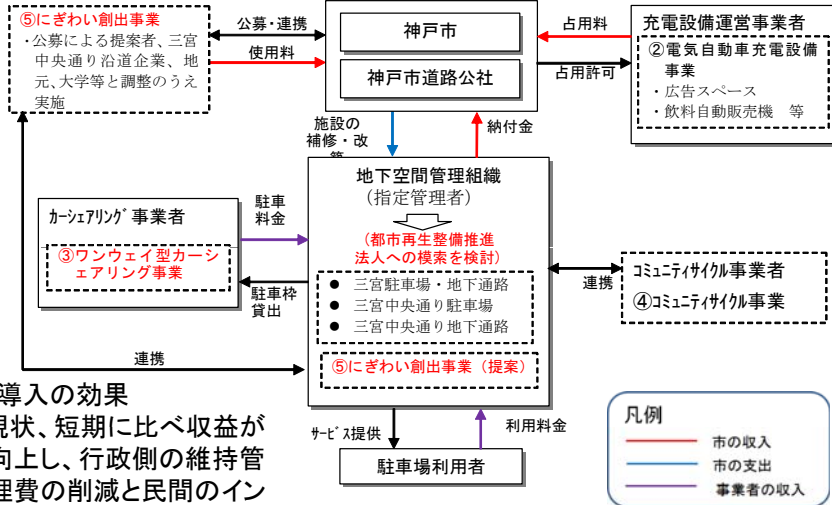 ⑤にぎわい創出事業
・公募による提案者、三宮
中央通り沿道企業、地
元、大学等と調整のうえ
実施
公募・連携
使用料
神戸市
神戸市道路公社
占用料
占用許可
充電設備運営事業者
②電気自動車充電設備
事業
・広告スペース
・飲料自動販売機 等
施設の
補修・改
納付金
地下空間管理組織
(指定管理者)
(都市再生整備推進
法人への模索を検討)
● 三宮駐車場・地下通路
● 三宮中央通り駐車場
● 三宮中央通り地下通路
⑤にぎわい創出事業(提案)
カーシェアリング事業者
③ワンウェイ型カーシ
ェアリング事業
駐車
料金
駐車枠
貸出
連携
コミュニティサイクル事業者
④コミュニティサイクル事業
連携
導入の効果
現状、短期に比べ収益が
向上し、行政側の維持管
理費の削減と民間のイン
サービス提供
利用料金
駐車場利用者
凡例
市の収入
市の支出
事業者の収入